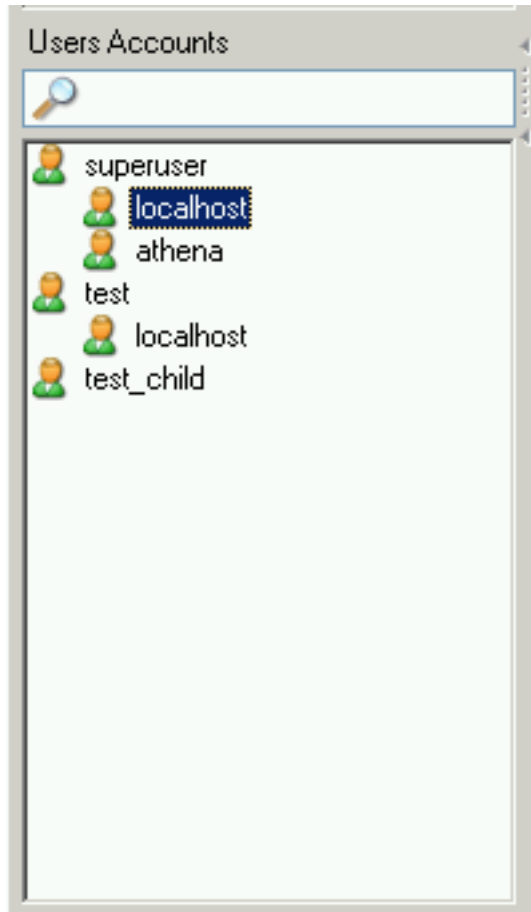 Users Accounts
superuser
localhost
athena
test
localhost
test_child